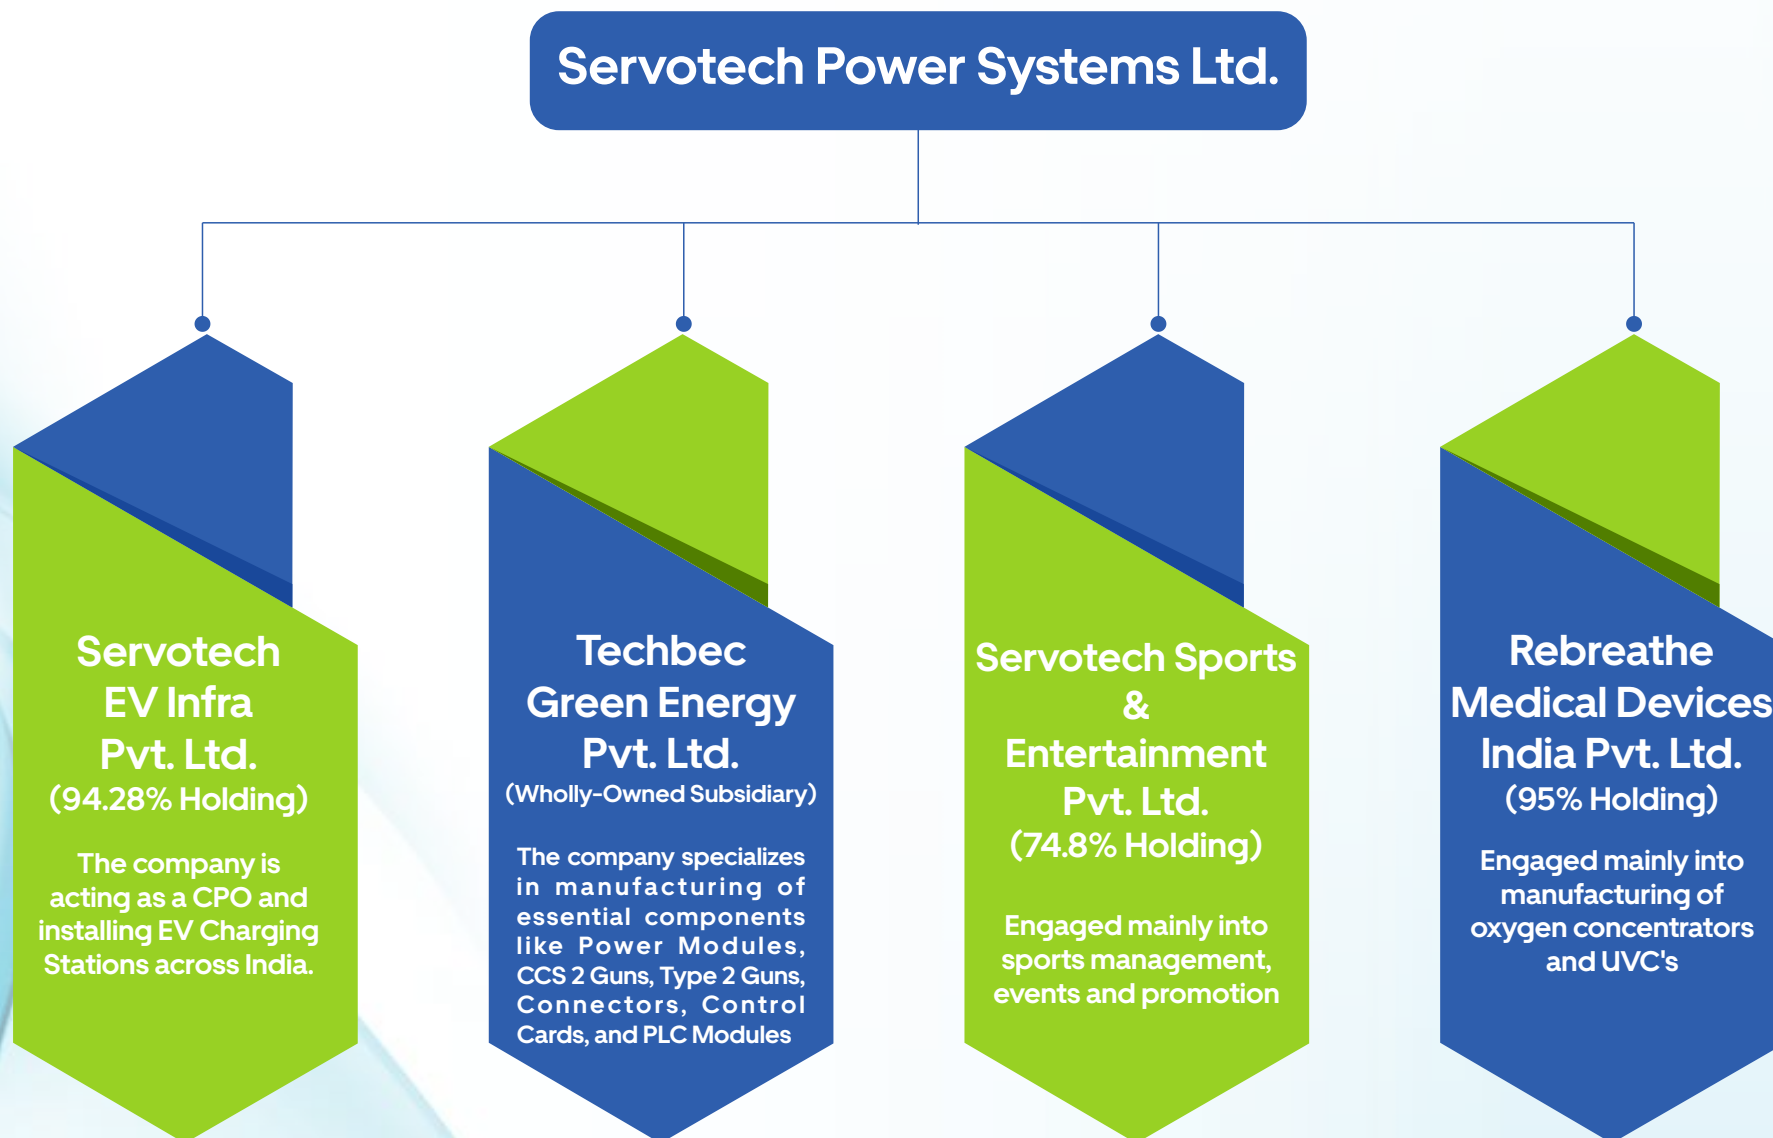 Servotech Power Systems Ltd.
Servotech
EV Infra
Pvt. Ltd.
(94.28% Holding)
The company is
acting as a CPO and
installing EV Charging
Stations across India.
Techbec
Green Energy
Pvt. Ltd.
(Wholly-Owned Subsidiary)
The company specializes
in manufacturing of
essential components
like Power Modules,
CCS 2 Guns, Type 2 Guns,
Connectors, Control
Cards, and PLC Modules
Servotech Sports
&
Entertainment
Pvt. Ltd.
(74.8% Holding)
Engaged mainly into
sports management,
events and promotion
Rebreathe
Medical Devices
India Pvt. Ltd.
(95% Holding)
Engaged mainly into
manufacturing of
oxygen concentrators
and UVC's